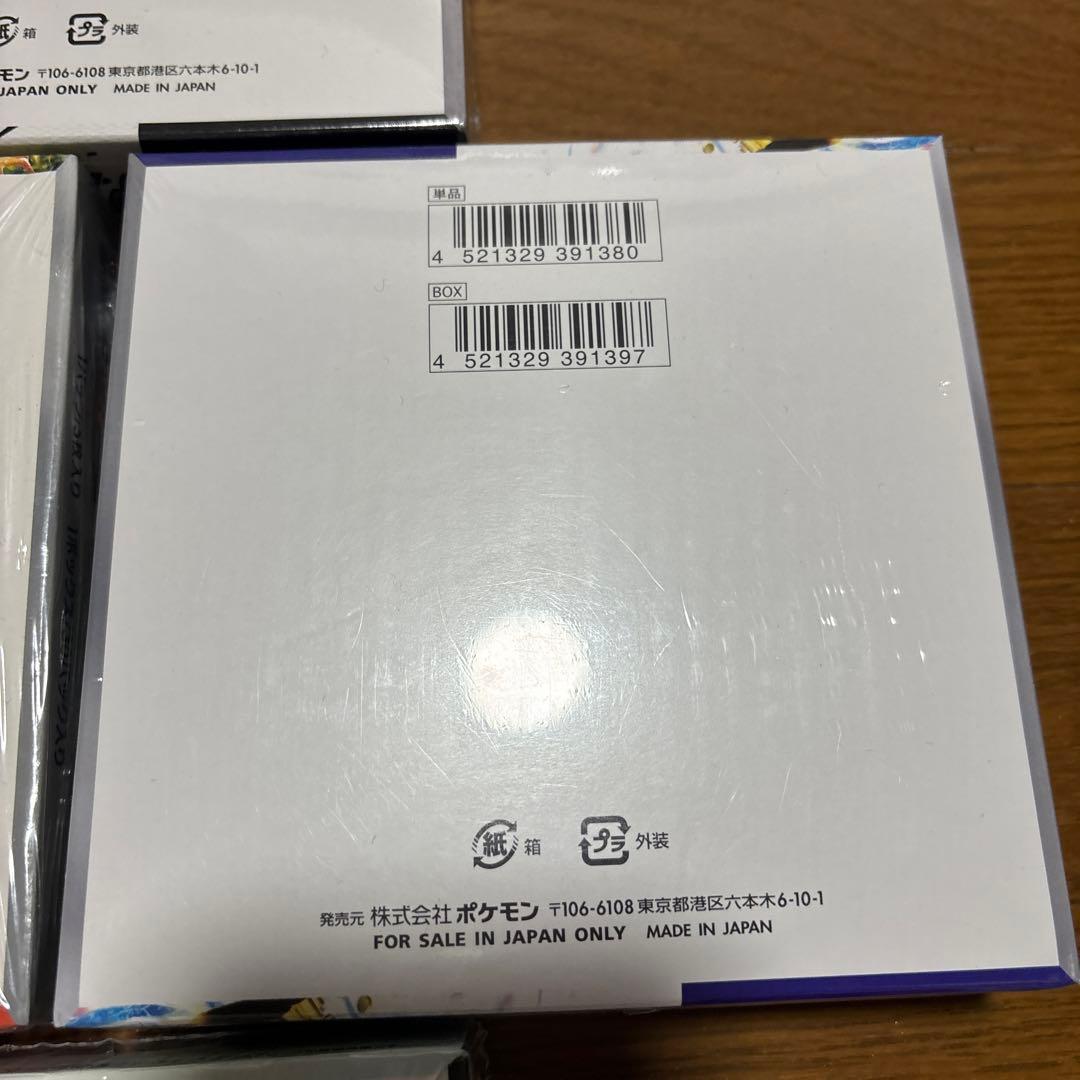 紙 箱 プラ 外装
モン 〒106-6108 東京都港区六本木6-10-1
JAPAN ONLY MADE IN JAPAN
単品
4 521329 391380
BOX
4 521329 391397
紙 箱 プラ 外装
発売元 株式会社 ポケモン 〒106-6108 東京都港区六本木6-10-1
FOR SALE IN JAPAN ONLY MADE IN JAPAN